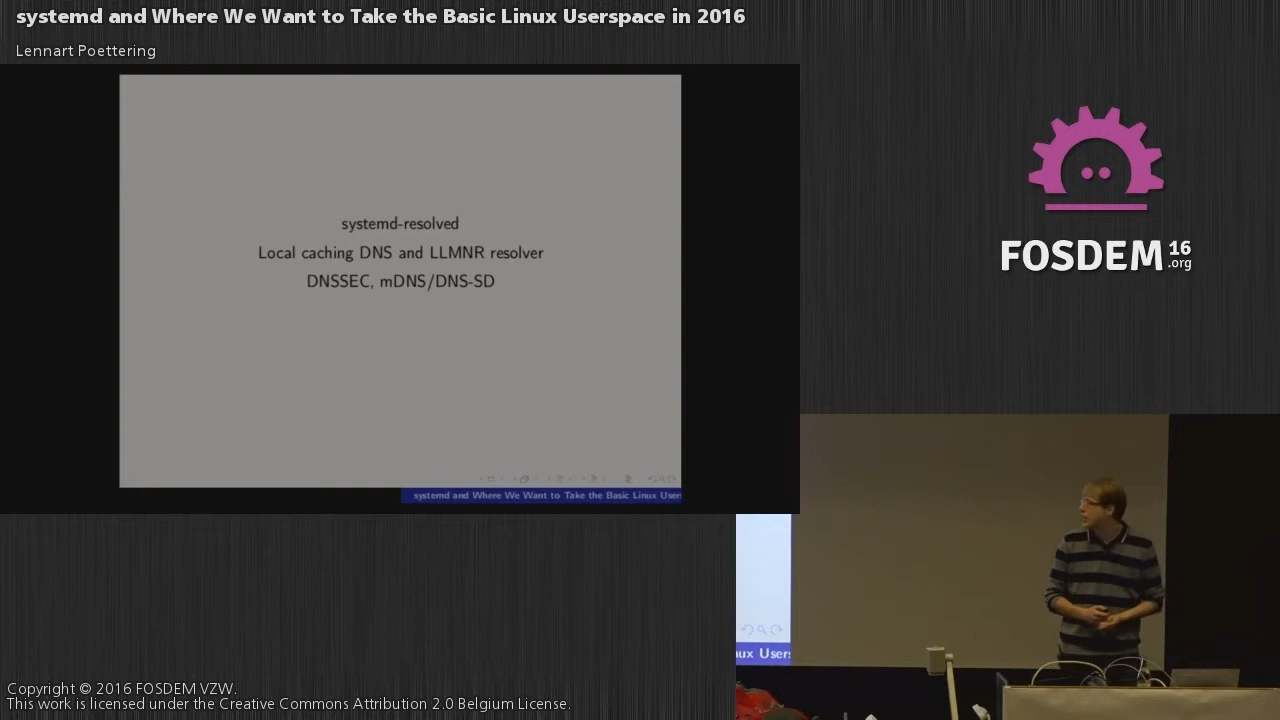 systemd and Where We Want to Take the Basic Linux Userspace in 2016
Lennart Poettering
systemd-resolved
Local caching DNS and LLMNR resolver
DNSSEC, mDNS/DNS-SD
systemd and Where We Want to Take the Basic Linux Users
FOSDEM 16 .org
nux Users
Copyright © 2016 FOSDEM VZW.
This work is licensed under the Creative Commons Attribution 2.0 Belgium License.